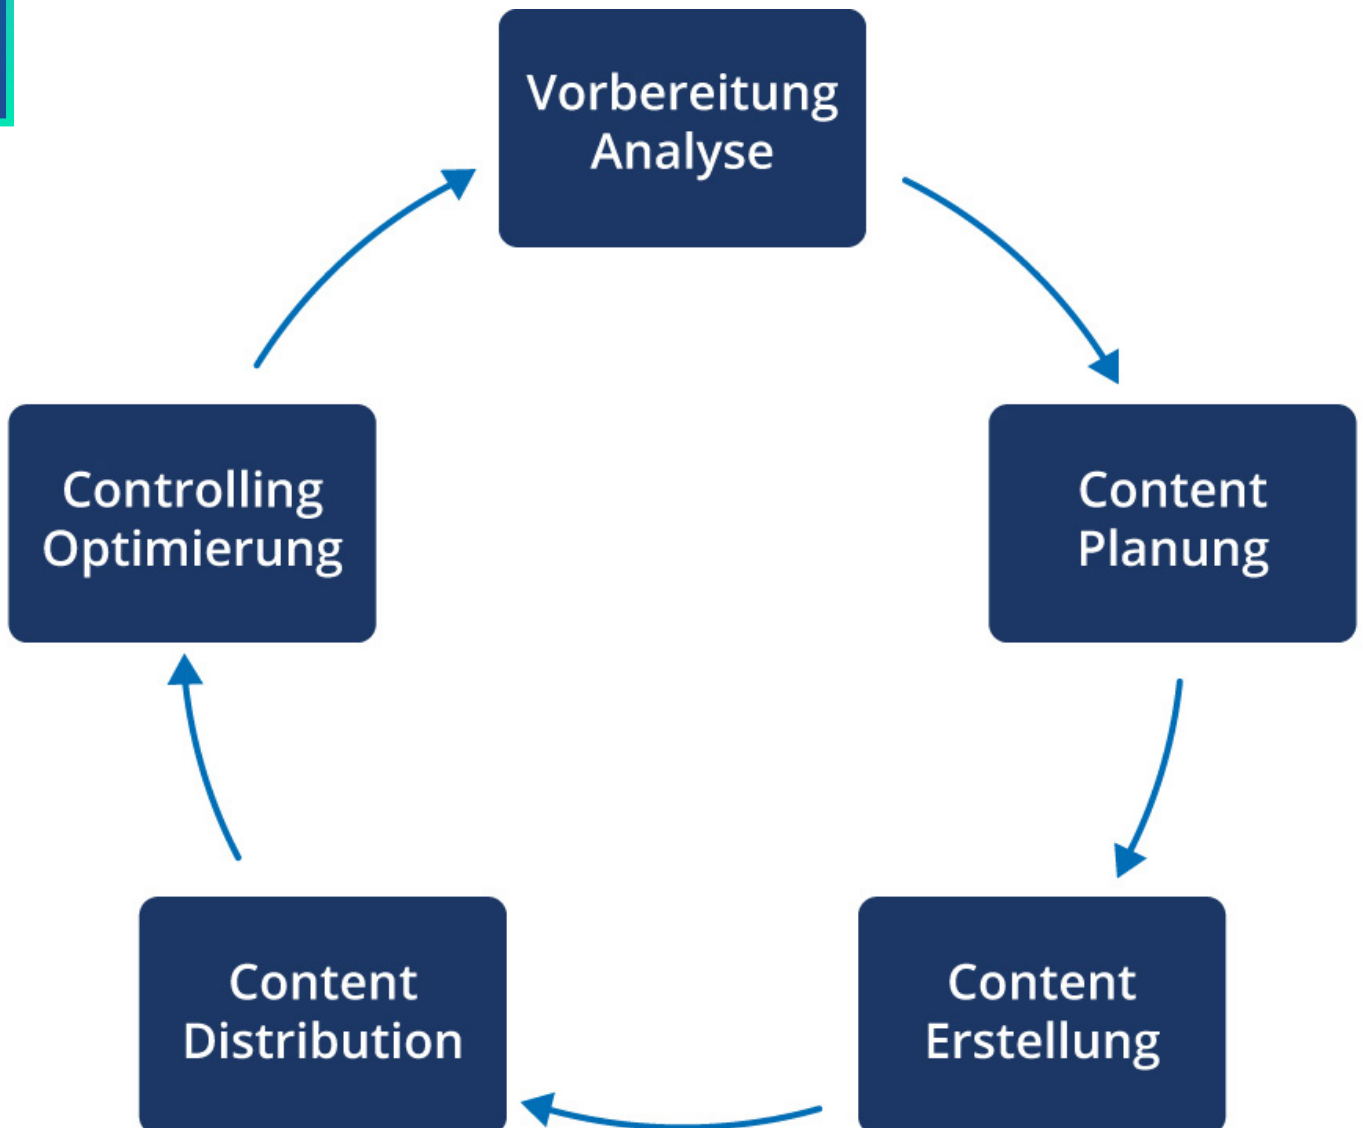 Vorbereitung
Analyse
Content
Planung
Content
Erstellung
Content
Distribution
Controlling
Optimierung